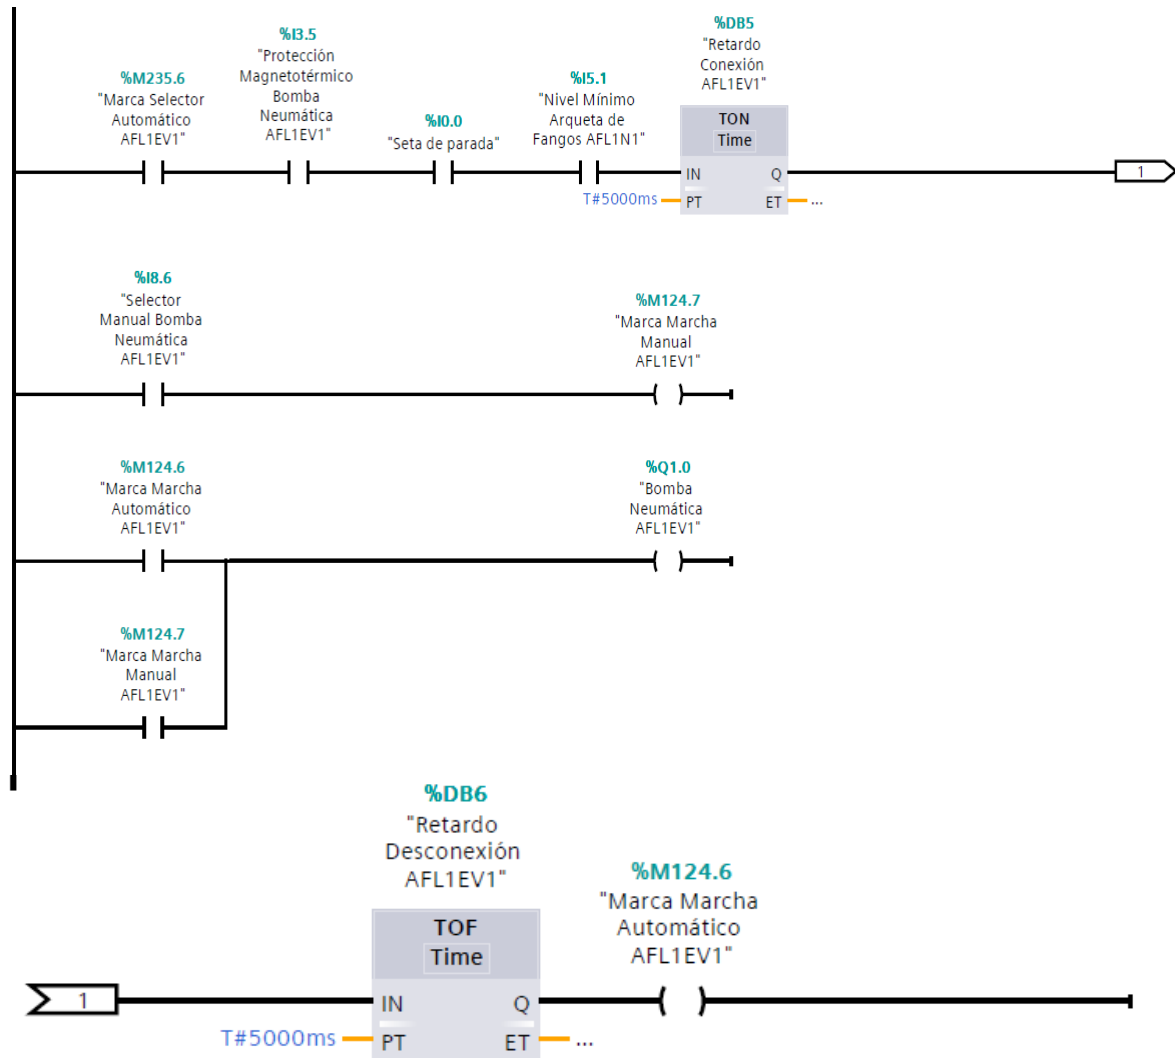 %M235.6
"Marca Selector
Automático
AFL1EV1"
%I3.5
"Protección
Magnetotérmico
Bomba
Neumática
AFL1EV1"
%I0.0
"Seta de parada"
%I5.1
"Nivel Mínimo
Arqueta de
Fangos AFL1N1"
%DB5
"Retardo
Conexión
AFL1EV1"
TON
Time
IN
Q
T#5000ms
PT
ET
...
1
%I8.6
"Selector
Manual Bomba
Neumática
AFL1EV1"
%M124.7
"Marca Marcha
Manual
AFL1EV1"
%M124.6
"Marca Marcha
Automático
AFL1EV1"
%Q1.0
"Bomba
Neumática
AFL1EV1"
%M124.7
"Marca Marcha
Manual
AFL1EV1"
%DB6
"Retardo
Desconexión
AFL1EV1"
TOF
Time
1
IN
Q
T#5000ms
PT
ET
...
%M124.6
"Marca Marcha
Automático
AFL1EV1"